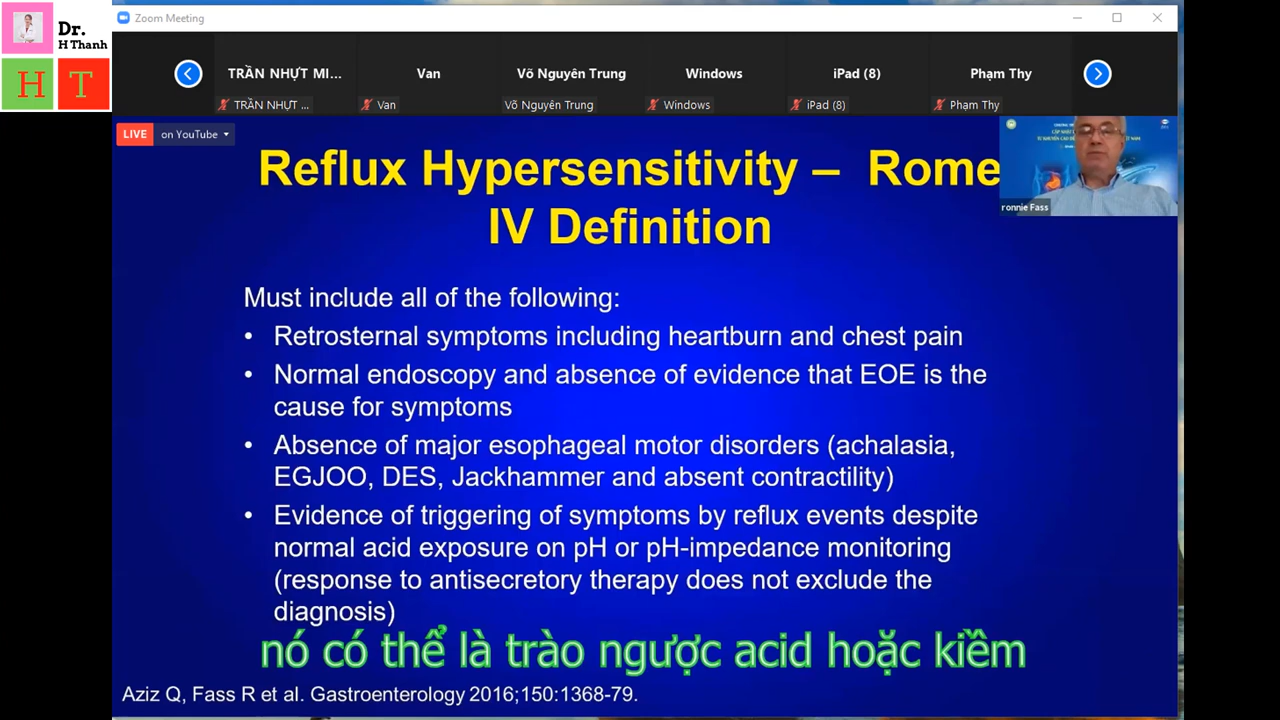 Dr.
H Thanh
H T
Zoom Meeting
TRẦN NHỰT MI... Van Võ Nguyên Trung Windows iPad (8) Phạm Thy
TRẦN NHỰT ... Van Võ Nguyên Trung Windows iPad (8) Phạm Thy
LIVE on YouTube
ronnie Fass
Reflux Hypersensitivity – Rome
IV Definition
Must include all of the following:
• Retrosternal symptoms including heartburn and chest pain
• Normal endoscopy and absence of evidence that EOE is the
cause for symptoms
• Absence of major esophageal motor disorders (achalasia,
EGJOO, DES, Jackhammer and absent contractility)
• Evidence of triggering of symptoms by reflux events despite
normal acid exposure on pH or pH-impedance monitoring
(response to antisecretory therapy does not exclude the
diagnosis)
nó có thể là trào ngược acid hoặc kiềm
Aziz Q, Fass R et al. Gastroenterology 2016;150:1368-79.